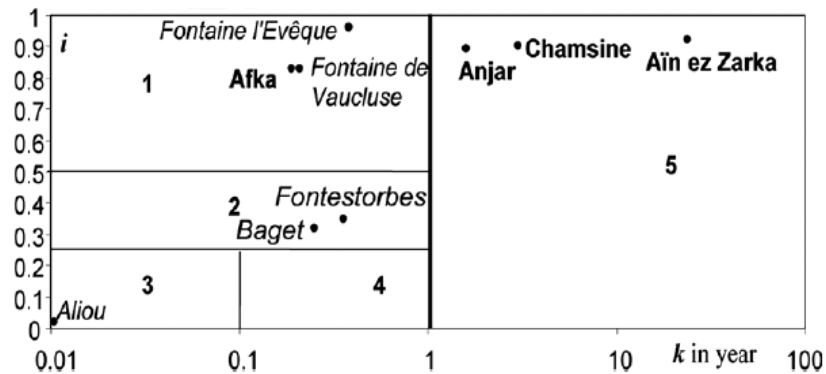 1
i
Fontaine l'Evêque
0.9
Chamsine
0.8
1
Afka
Fontaine de
Vaucluse
Anjar
Aïn ez Zarka
0.7
0.6
0.5
5
0.4
2
Fontestorbes
0.3
Baget
0.2
3
4
0.1
Aliou
0
k in year
0.01
0.1
1
10
100